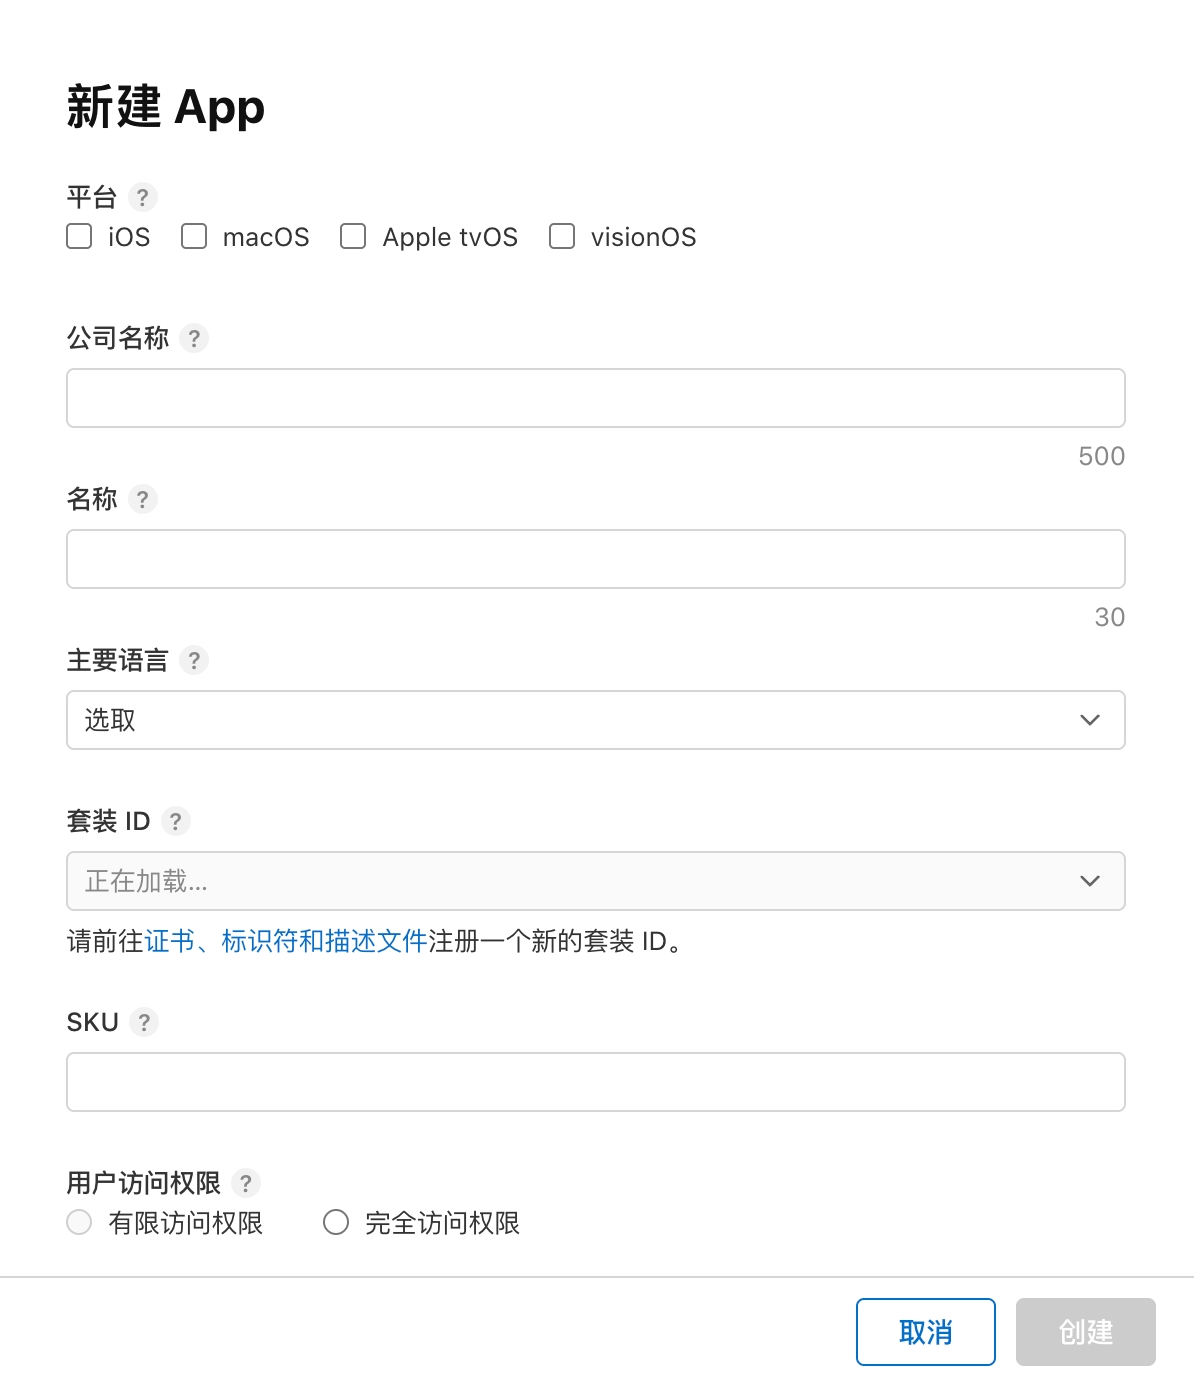 新建 App
平台 ?
iOS macOS Apple tvOS visionOS
公司名称 ?
500
名称 ?
30
主要语言 ?
选取
套装 ID ?
正在加载...
请前往证书、标识符和描述文件注册一个新的套装 ID。
SKU ?
用户访问权限 ?
有限访问权限 完全访问权限
取消 创建